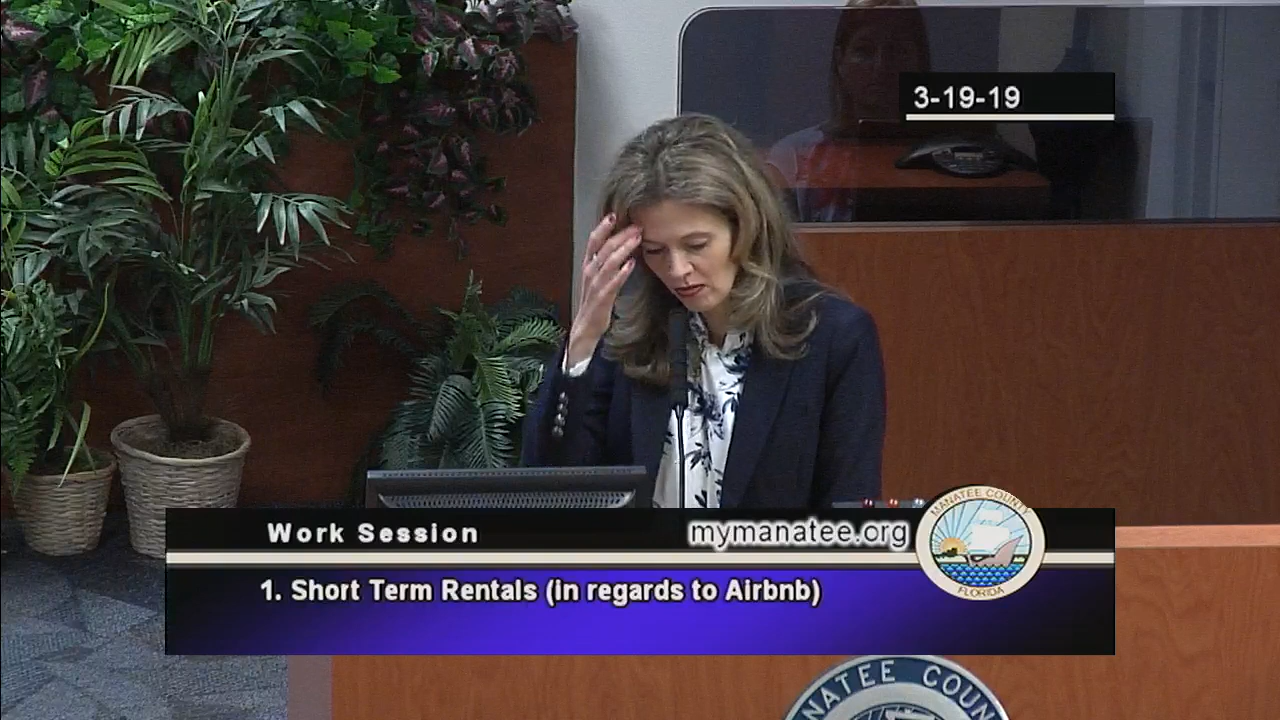 3-19-19
Work Session
mymanatee.org
MANATEE COUNTY
FLORIDA
1. Short Term Rentals (in regards to Airbnb)
NATEE COUN